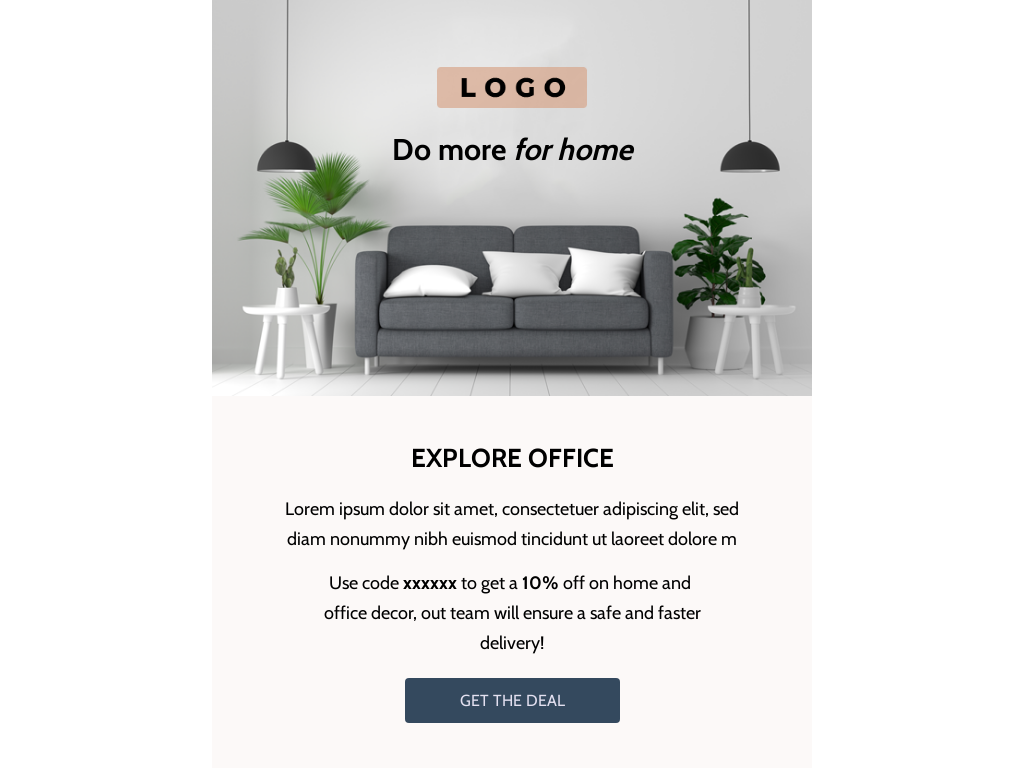 LOGO
Do more for home
EXPLORE OFFICE
Lorem ipsum dolor sit amet, consectetuer adipiscing elit, sed
diam nonummy nibh euismod tincidunt ut laoreet dolore m
Use code xxxxxx to get a 10% off on home and
office decor, out team will ensure a safe and faster
delivery!
GET THE DEAL